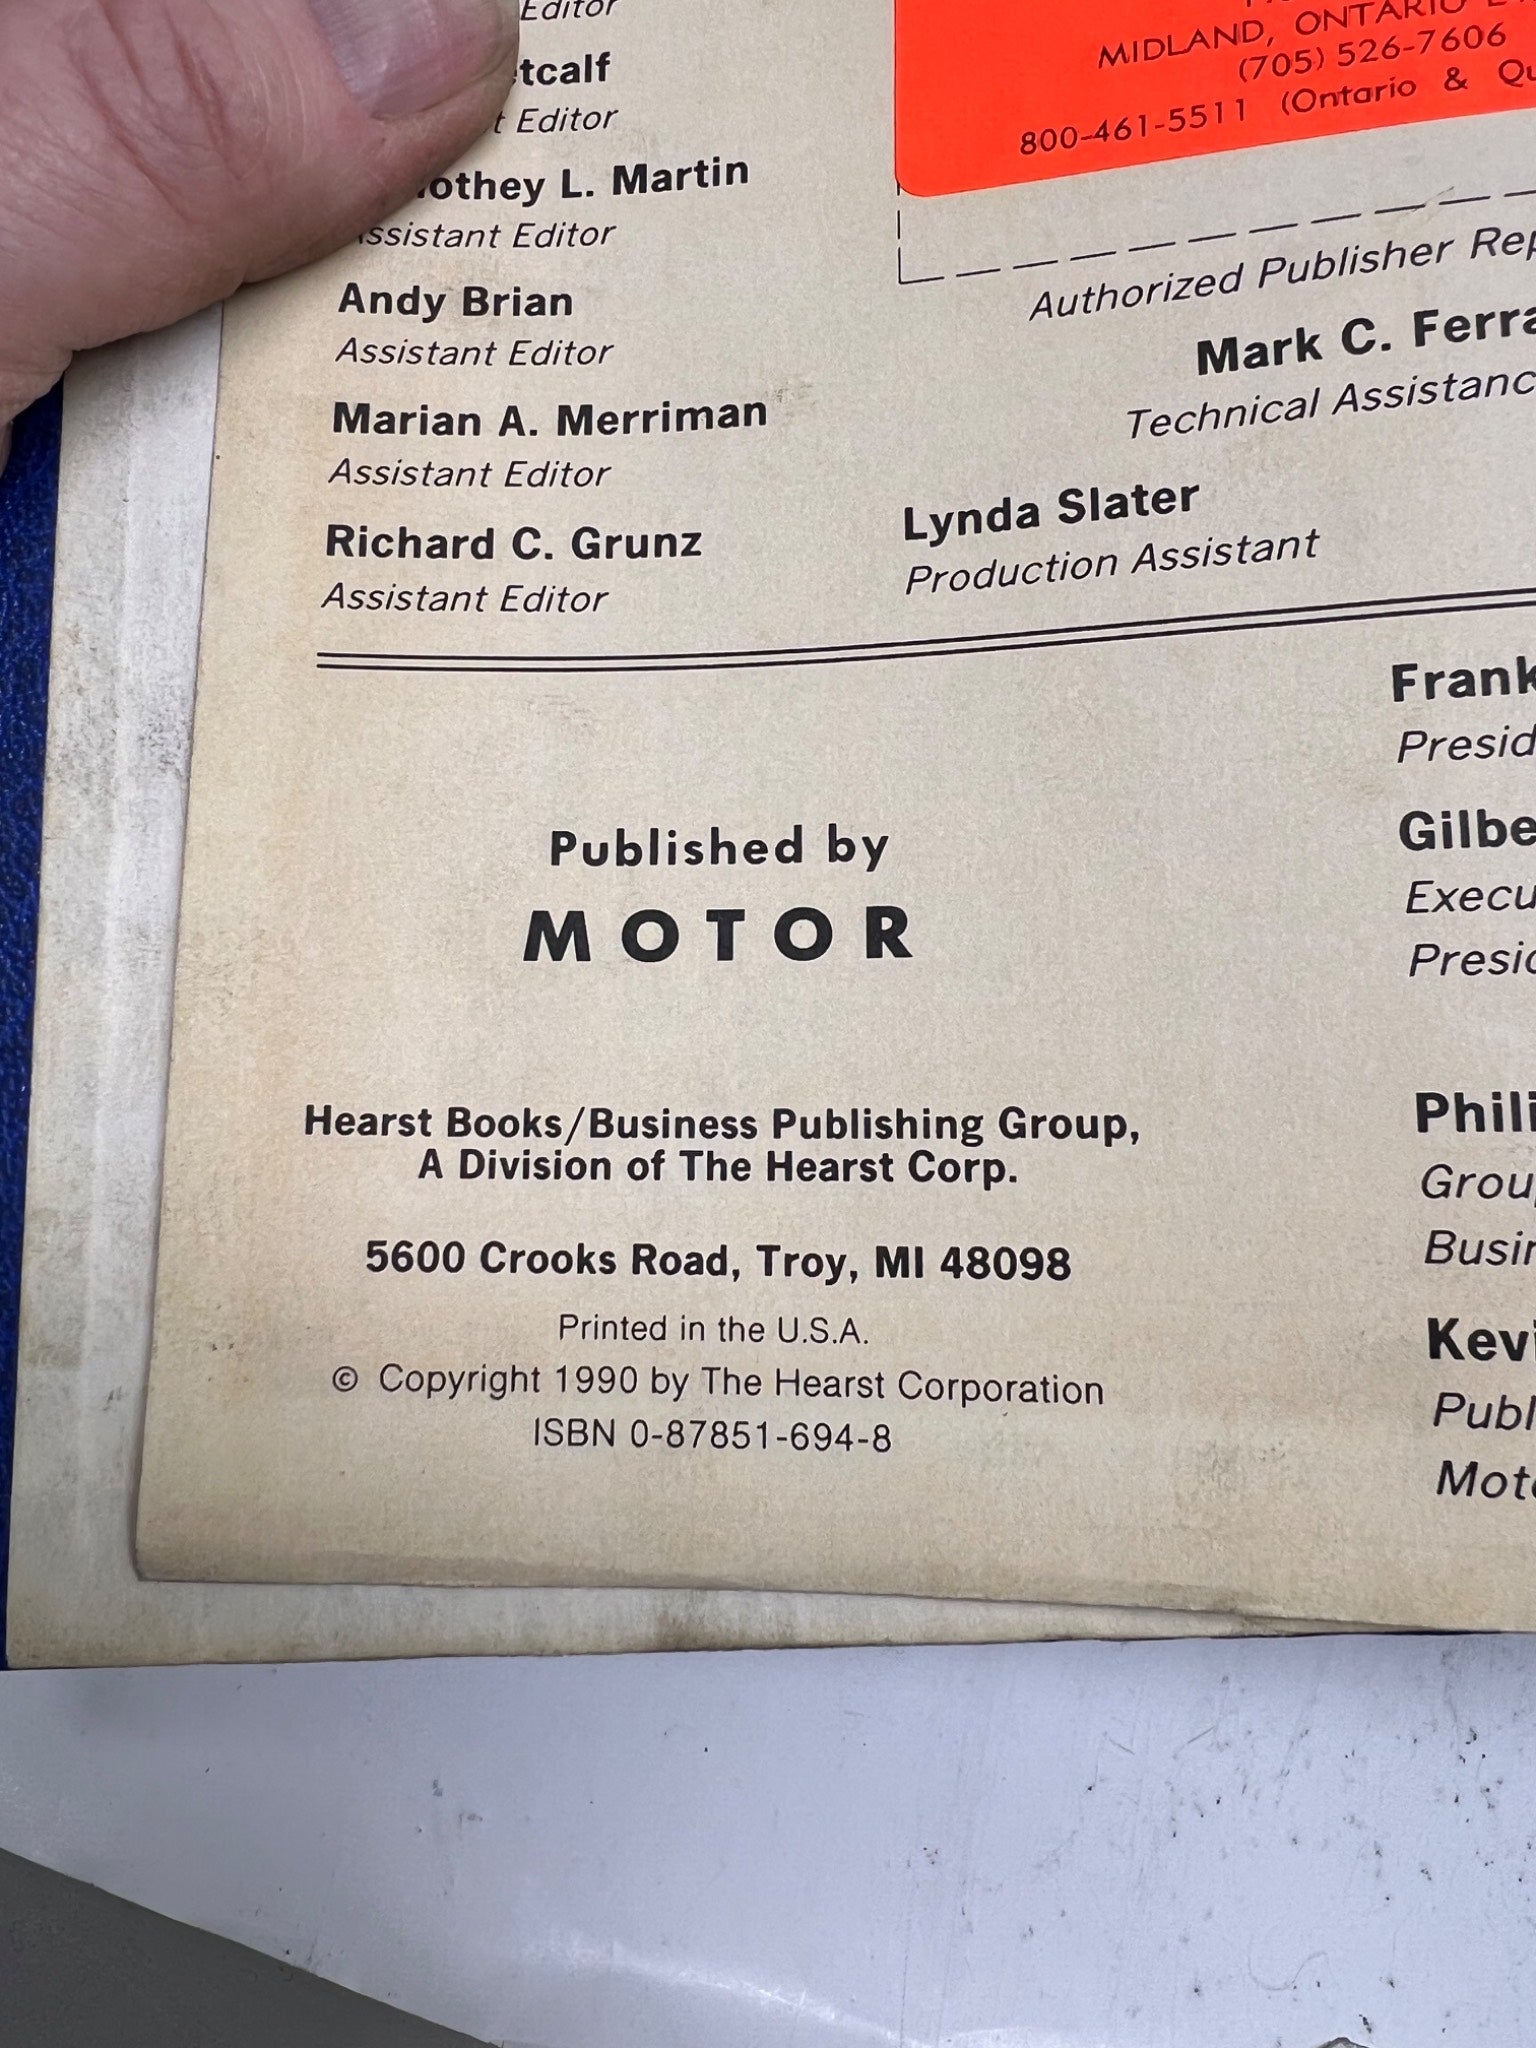 Editor
Editor
L. Martin
Assistant Editor
Andy Brian
Assistant Editor
Marian A. Merriman
Assistant Editor
Richard C. Grunz
Assistant Editor
MIDLAND, ONTARIO
(705) 526-7606
800-461-5511 (Ontario &
Authorized Publisher
Mark C.
Technical
Lynda Slater
Production Assistant
Published by
MOTOR
Hearst Books/Business Publishing Group,
A Division of The Hearst Corp.
5600 Crooks Road, Troy, MI 48098
Printed in the U.S.A.
© Copyright 1990 by The Hearst Corporation
ISBN 0-87851-694-8